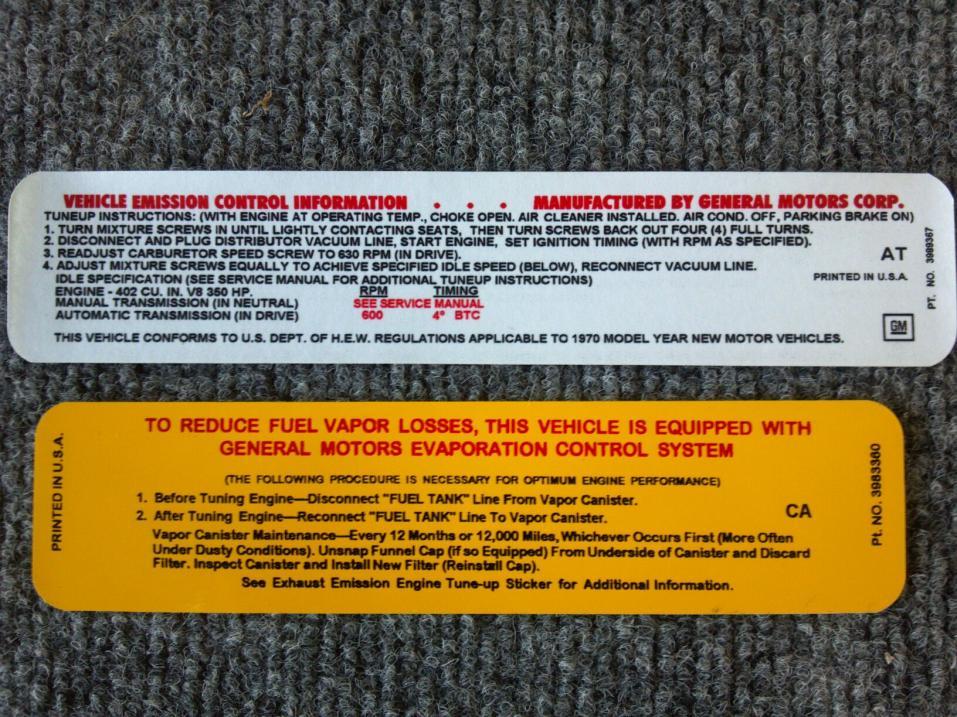 VEHICLE EMISSION CONTROL INFORMATION . . . MANUFACTURED BY GENERAL MOTORS CORP.
TUNEUP INSTRUCTIONS: (WITH ENGINE AT OPERATING TEMP., CHOKE OPEN. AIR CLEANER INSTALLED. AIR COND. OFF, PARKING BRAKE ON)
1. TURN MIXTURE SCREWS IN UNTIL LIGHTLY CONTACTING SEATS, THEN TURN SCREWS BACK OUT FOUR (4) FULL TURNS.
2. DISCONNECT AND PLUG DISTRIBUTOR VACUUM LINE, START ENGINE, SET IGNITION TIMING (WITH RPM AS SPECIFIED).
3. READJUST CARBURETOR SPEED SCREW TO 630 RPM (IN DRIVE).
4. ADJUST MIXTURE SCREWS EQUALLY TO ACHIEVE SPECIFIED IDLE SPEED (BELOW), RECONNECT VACUUM LINE.
IDLE SPECIFICATION (SEE SERVICE MANUAL FOR ADDITIONAL TUNEUP INSTRUCTIONS)
ENGINE - 402 CU. IN. V8 350 HP. RPM TIMING
MANUAL TRANSMISSION (IN NEUTRAL) SEE SERVICE MANUAL
AUTOMATIC TRANSMISSION (IN DRIVE) 600 4° BTC
THIS VEHICLE CONFORMS TO U.S. DEPT. OF H.E.W. REGULATIONS APPLICABLE TO 1970 MODEL YEAR NEW MOTOR VEHICLES.
AT
PRINTED IN U.S.A.
GM
PT. NO. 3989367
PRINTED IN U.S.A.
TO REDUCE FUEL VAPOR LOSSES, THIS VEHICLE IS EQUIPPED WITH
GENERAL MOTORS EVAPORATION CONTROL SYSTEM
(THE FOLLOWING PROCEDURE IS NECESSARY FOR OPTIMUM ENGINE PERFORMANCE)
1. Before Tuning Engine—Disconnect "FUEL TANK" Line From Vapor Canister.
2. After Tuning Engine—Reconnect "FUEL TANK" Line To Vapor Canister.
Vapor Canister Maintenance—Every 12 Months or 12,000 Miles, Whichever Occurs First (More Often
Under Dusty Conditions). Unsnap Funnel Cap (if so Equipped) From Underside of Canister and Discard
Filter. Inspect Canister and Install New Filter (Reinstall Cap).
See Exhaust Emission Engine Tune-up Sticker for Additional Information.
CA
Pt. NO. 3983360